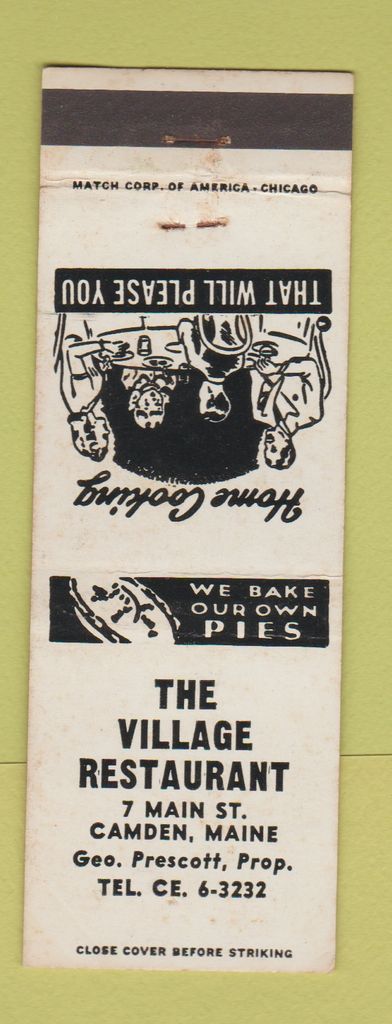 MATCH CORP. OF AMERICA - CHICAGO
THAT WILL PLEASE YOU
Home Cooking
WE BAKE
OUR OWN
PIES
THE
VILLAGE
RESTAURANT
7 MAIN ST.
CAMDEN, MAINE
Geo. Prescott, Prop.
TEL. CE. 6-3232
CLOSE COVER BEFORE STRIKING